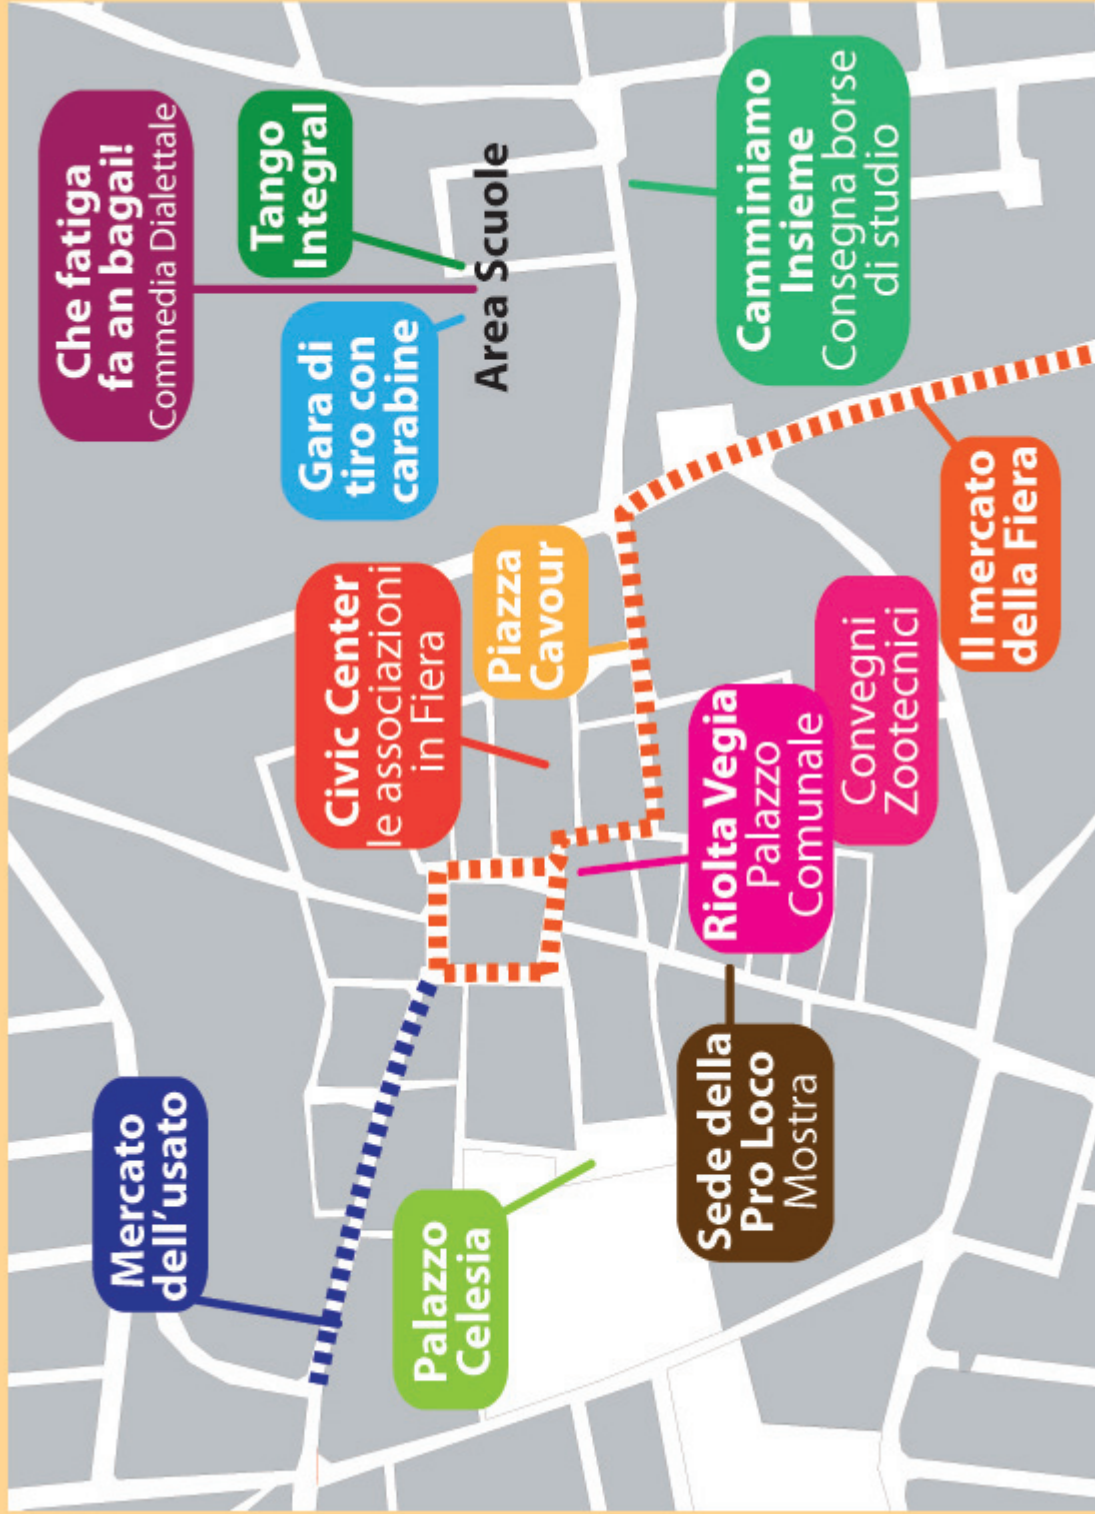 Mercato
dell'usato
Palazzo
Celesia
Sede della
Pro Loco
Mostra
Civic Center
le associazioni
in Fiera
Piazza
Cavour
Riolta Vegia
Palazzo
Comunale
Convegni
Zootecnici
Che fatiga
fa an bagai!
Commedia Dialettale
Tango
Integral
Gara di
tiro con
carabine
Area Scuole
Camminiamo
Insieme
Consegna borse
di studio
Il mercato
della Fiera